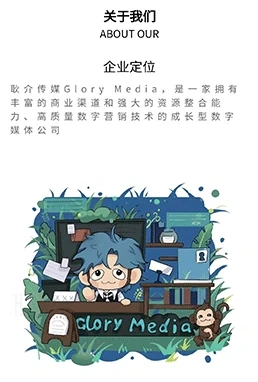 关于我们
ABOUT OUR
企业定位
耿介传媒Glory Media，是一家拥有
丰富的商业渠道和强大的资源整合能
力、高质量数字营销技术的成长型数字
媒体公司
Glory Media